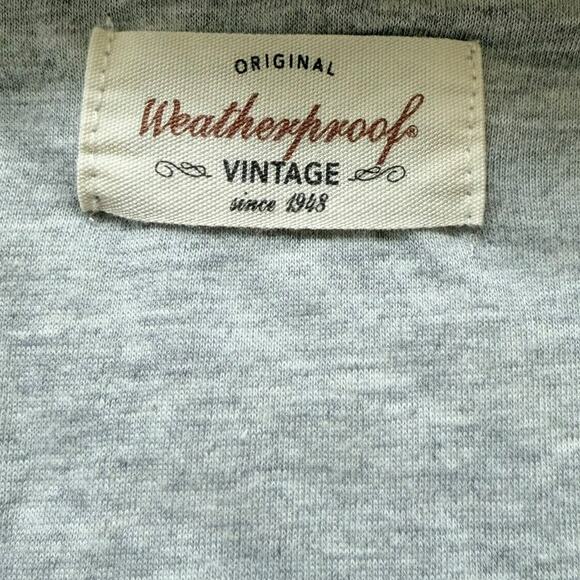 ORIGINAL
Weatherproof®
VINTAGE
since 1948